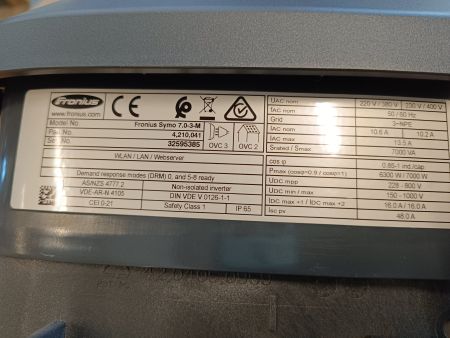 Fronius
www.fronius.com
CE
Model No. Fronius Symo 7.0-3-M
Part No. 4,210,041
Ser. No. 32595385
OVC 3 OVC 2
WLAN / LAN / Webserver
Demand response modes (DRM) 0, and 5-8 ready
AS/NZS 4777.2 Non-isolated inverter
VDE-AR-N 4105 DIN VDE V 0126-1-1
CEI 0-21 Safety Class 1 IP 65
UAC nom 220 V / 380 V 230 V / 400 V
fAC nom 50 / 60 Hz
Grid 3~NPE
IAC nom 10.6 A 10.2 A
IAC max 13.5 A
Srated / Smax 7000 VA
cos φ 0.85-1 ind./cap.
Pmax (cosφ=0.9 / cosφ=1) 6300 W / 7000 W
UDC mpp 228 - 800 V
UDC min / max 150 - 1000 V
IDC max +1 / IDC max +2 16.0 A / 16.0 A
Isc pv 48.0 A